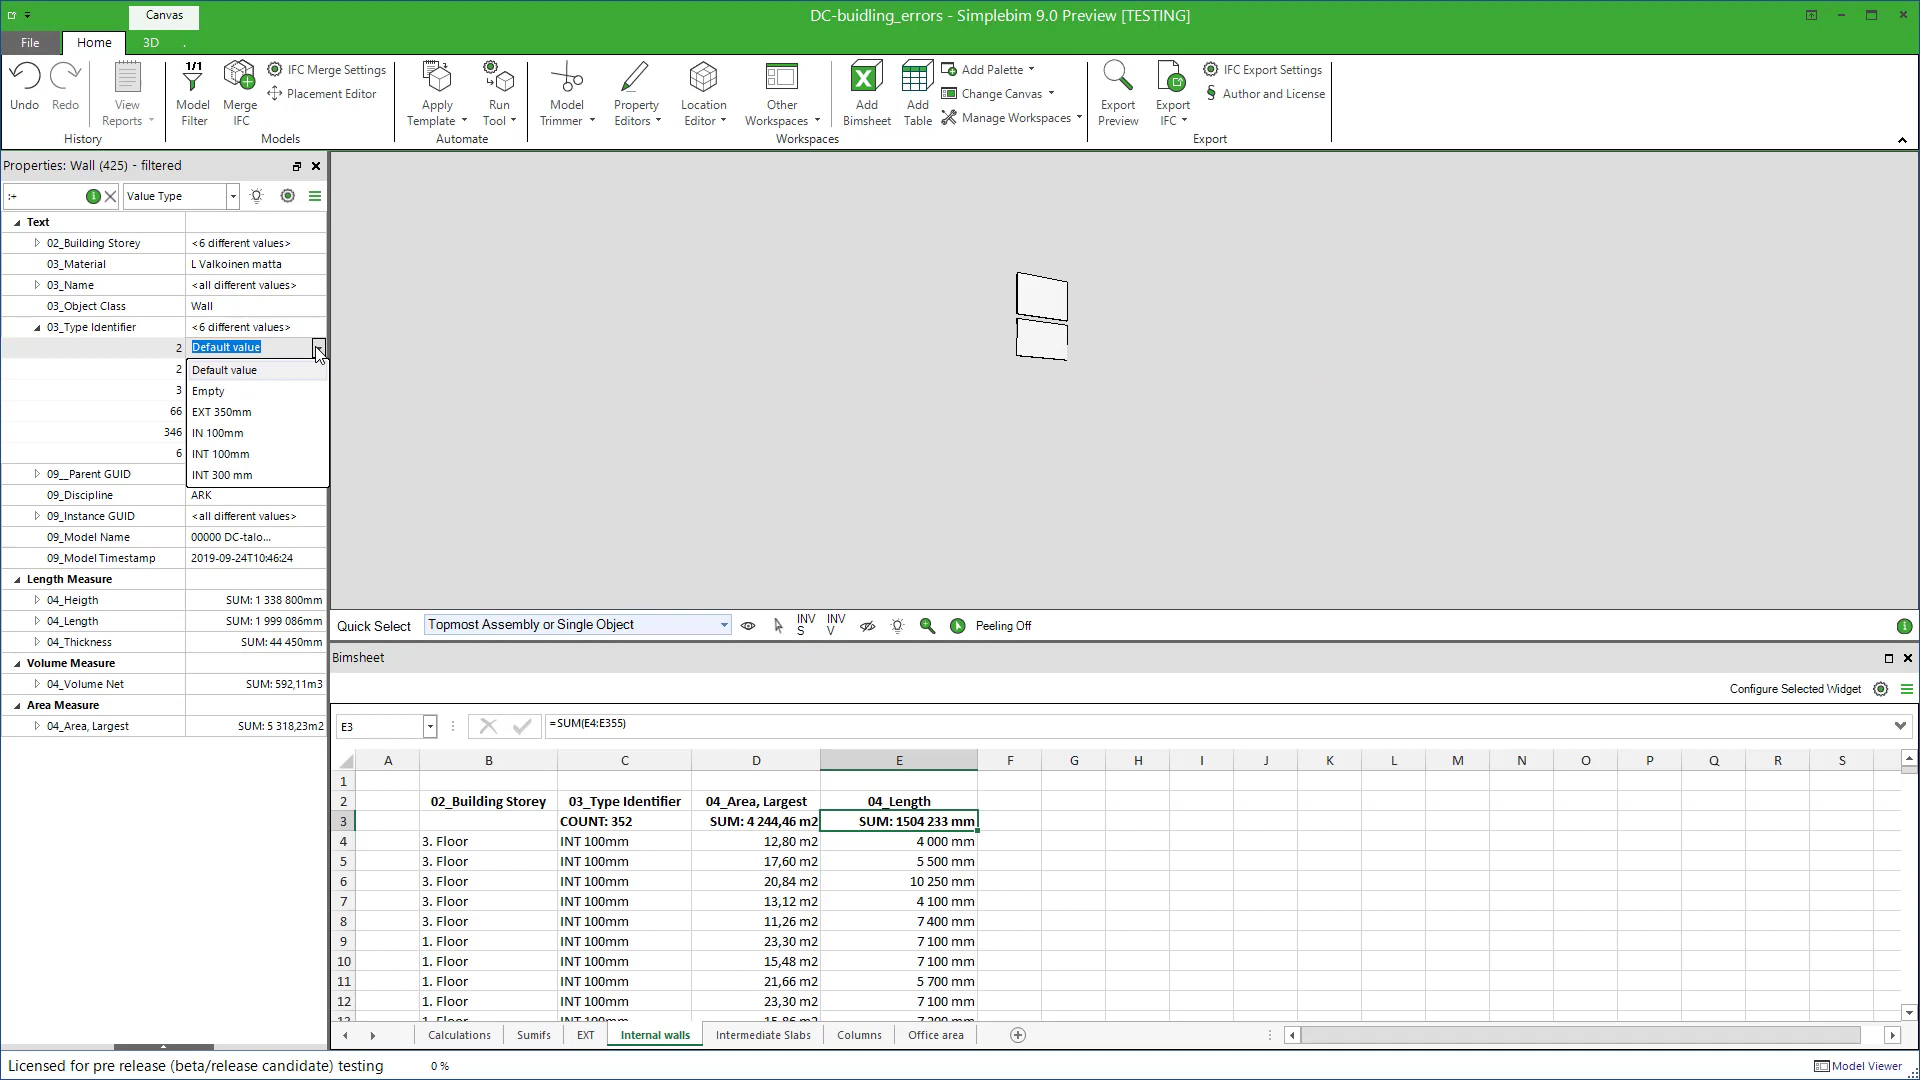 Canvas
DC-buidling_errors - Simplebim 9.0 Preview [TESTING]
File
Home
3D
.
Undo
Redo
View Reports
Model Filter
Merge IFC
IFC Merge Settings
Placement Editor
Apply Template
Run Tool
Model Trimmer
Property Editors
Location Editor
Other Workspaces
Add Bimsheet
Add Table
Add Palette
Change Canvas
Manage Workspaces
Export Preview
Export IFC
IFC Export Settings
Author and License
History
Models
Automate
Workspaces
Export
Properties: Wall (425) - filtered
:+
Value Type
Text
02_Building Storey <6 different values>
03_Material L Valkoinen matta
03_Name <all different values>
03_Object Class Wall
03_Type Identifier <6 different values>
2 Default value
2 Default value
3 Empty
66 EXT 350mm
346 IN 100mm
6 INT 100mm
INT 300 mm
09__Parent GUID
09_Discipline ARK
09_Instance GUID <all different values>
09_Model Name 00000 DC-talo...
09_Model Timestamp 2019-09-24T10:46:24
Length Measure
04_Heigth SUM: 1 338 800mm
04_Length SUM: 1 999 086mm
04_Thickness SUM: 44 450mm
Volume Measure
04_Volume Net SUM: 592,11m3
Area Measure
04_Area, Largest SUM: 5 318,23m2
Quick Select
Topmost Assembly or Single Object
INV S
INV V
Peeling Off
Bimsheet
Configure Selected Widget
E3
=SUM(E4:E355)
A B C D E F G H I J K L M N O P Q R S
1
2 02_Building Storey 03_Type Identifier 04_Area, Largest 04_Length
3 COUNT: 352 SUM: 4 244,46 m2 SUM: 1504 233 mm
4 3. Floor INT 100mm 12,80 m2 4 000 mm
5 3. Floor INT 100mm 17,60 m2 5 500 mm
6 3. Floor INT 100mm 20,84 m2 10 250 mm
7 3. Floor INT 100mm 13,12 m2 4 100 mm
8 3. Floor INT 100mm 11,26 m2 7 400 mm
9 1. Floor INT 100mm 23,30 m2 7 100 mm
10 1. Floor INT 100mm 15,48 m2 7 100 mm
11 1. Floor INT 100mm 21,66 m2 5 700 mm
12 1. Floor INT 100mm 23,30 m2 7 100 mm
Calculations
Sumifs
EXT
Internal walls
Intermediate Slabs
Columns
Office area
Licensed for pre release (beta/release candidate) testing
0 %
Model Viewer